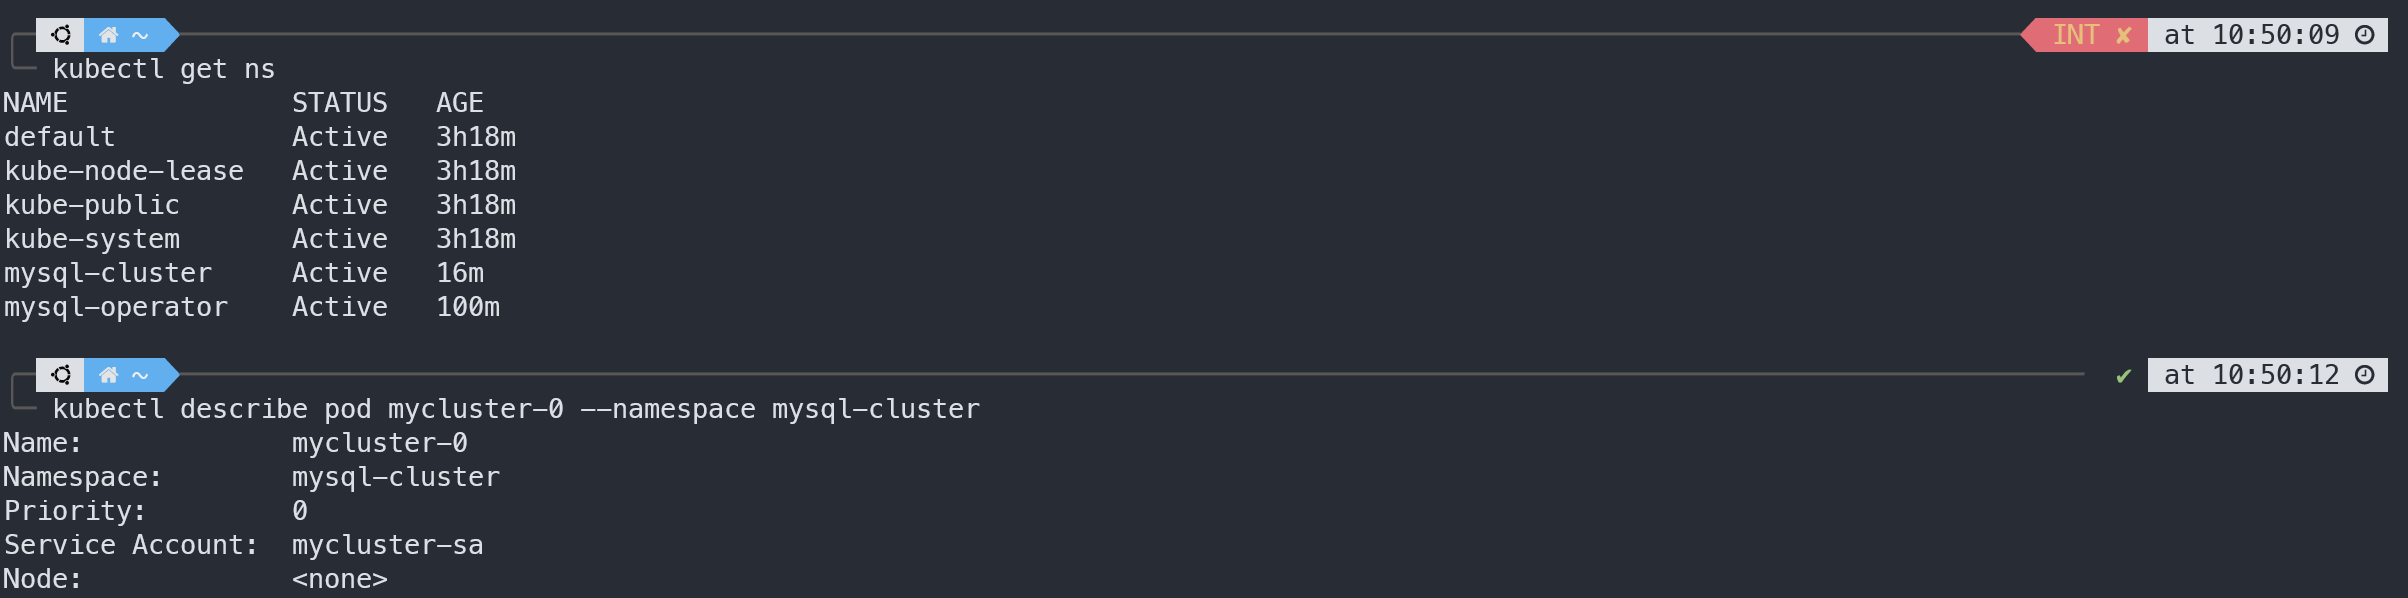 ~ INT ✘ at 10:50:09
kubectl get ns
NAME STATUS AGE
default Active 3h18m
kube-node-lease Active 3h18m
kube-public Active 3h18m
kube-system Active 3h18m
mysql-cluster Active 16m
mysql-operator Active 100m
~ ✔ at 10:50:12
kubectl describe pod mycluster-0 --namespace mysql-cluster
Name: mycluster-0
Namespace: mysql-cluster
Priority: 0
Service Account: mycluster-sa
Node: <none>